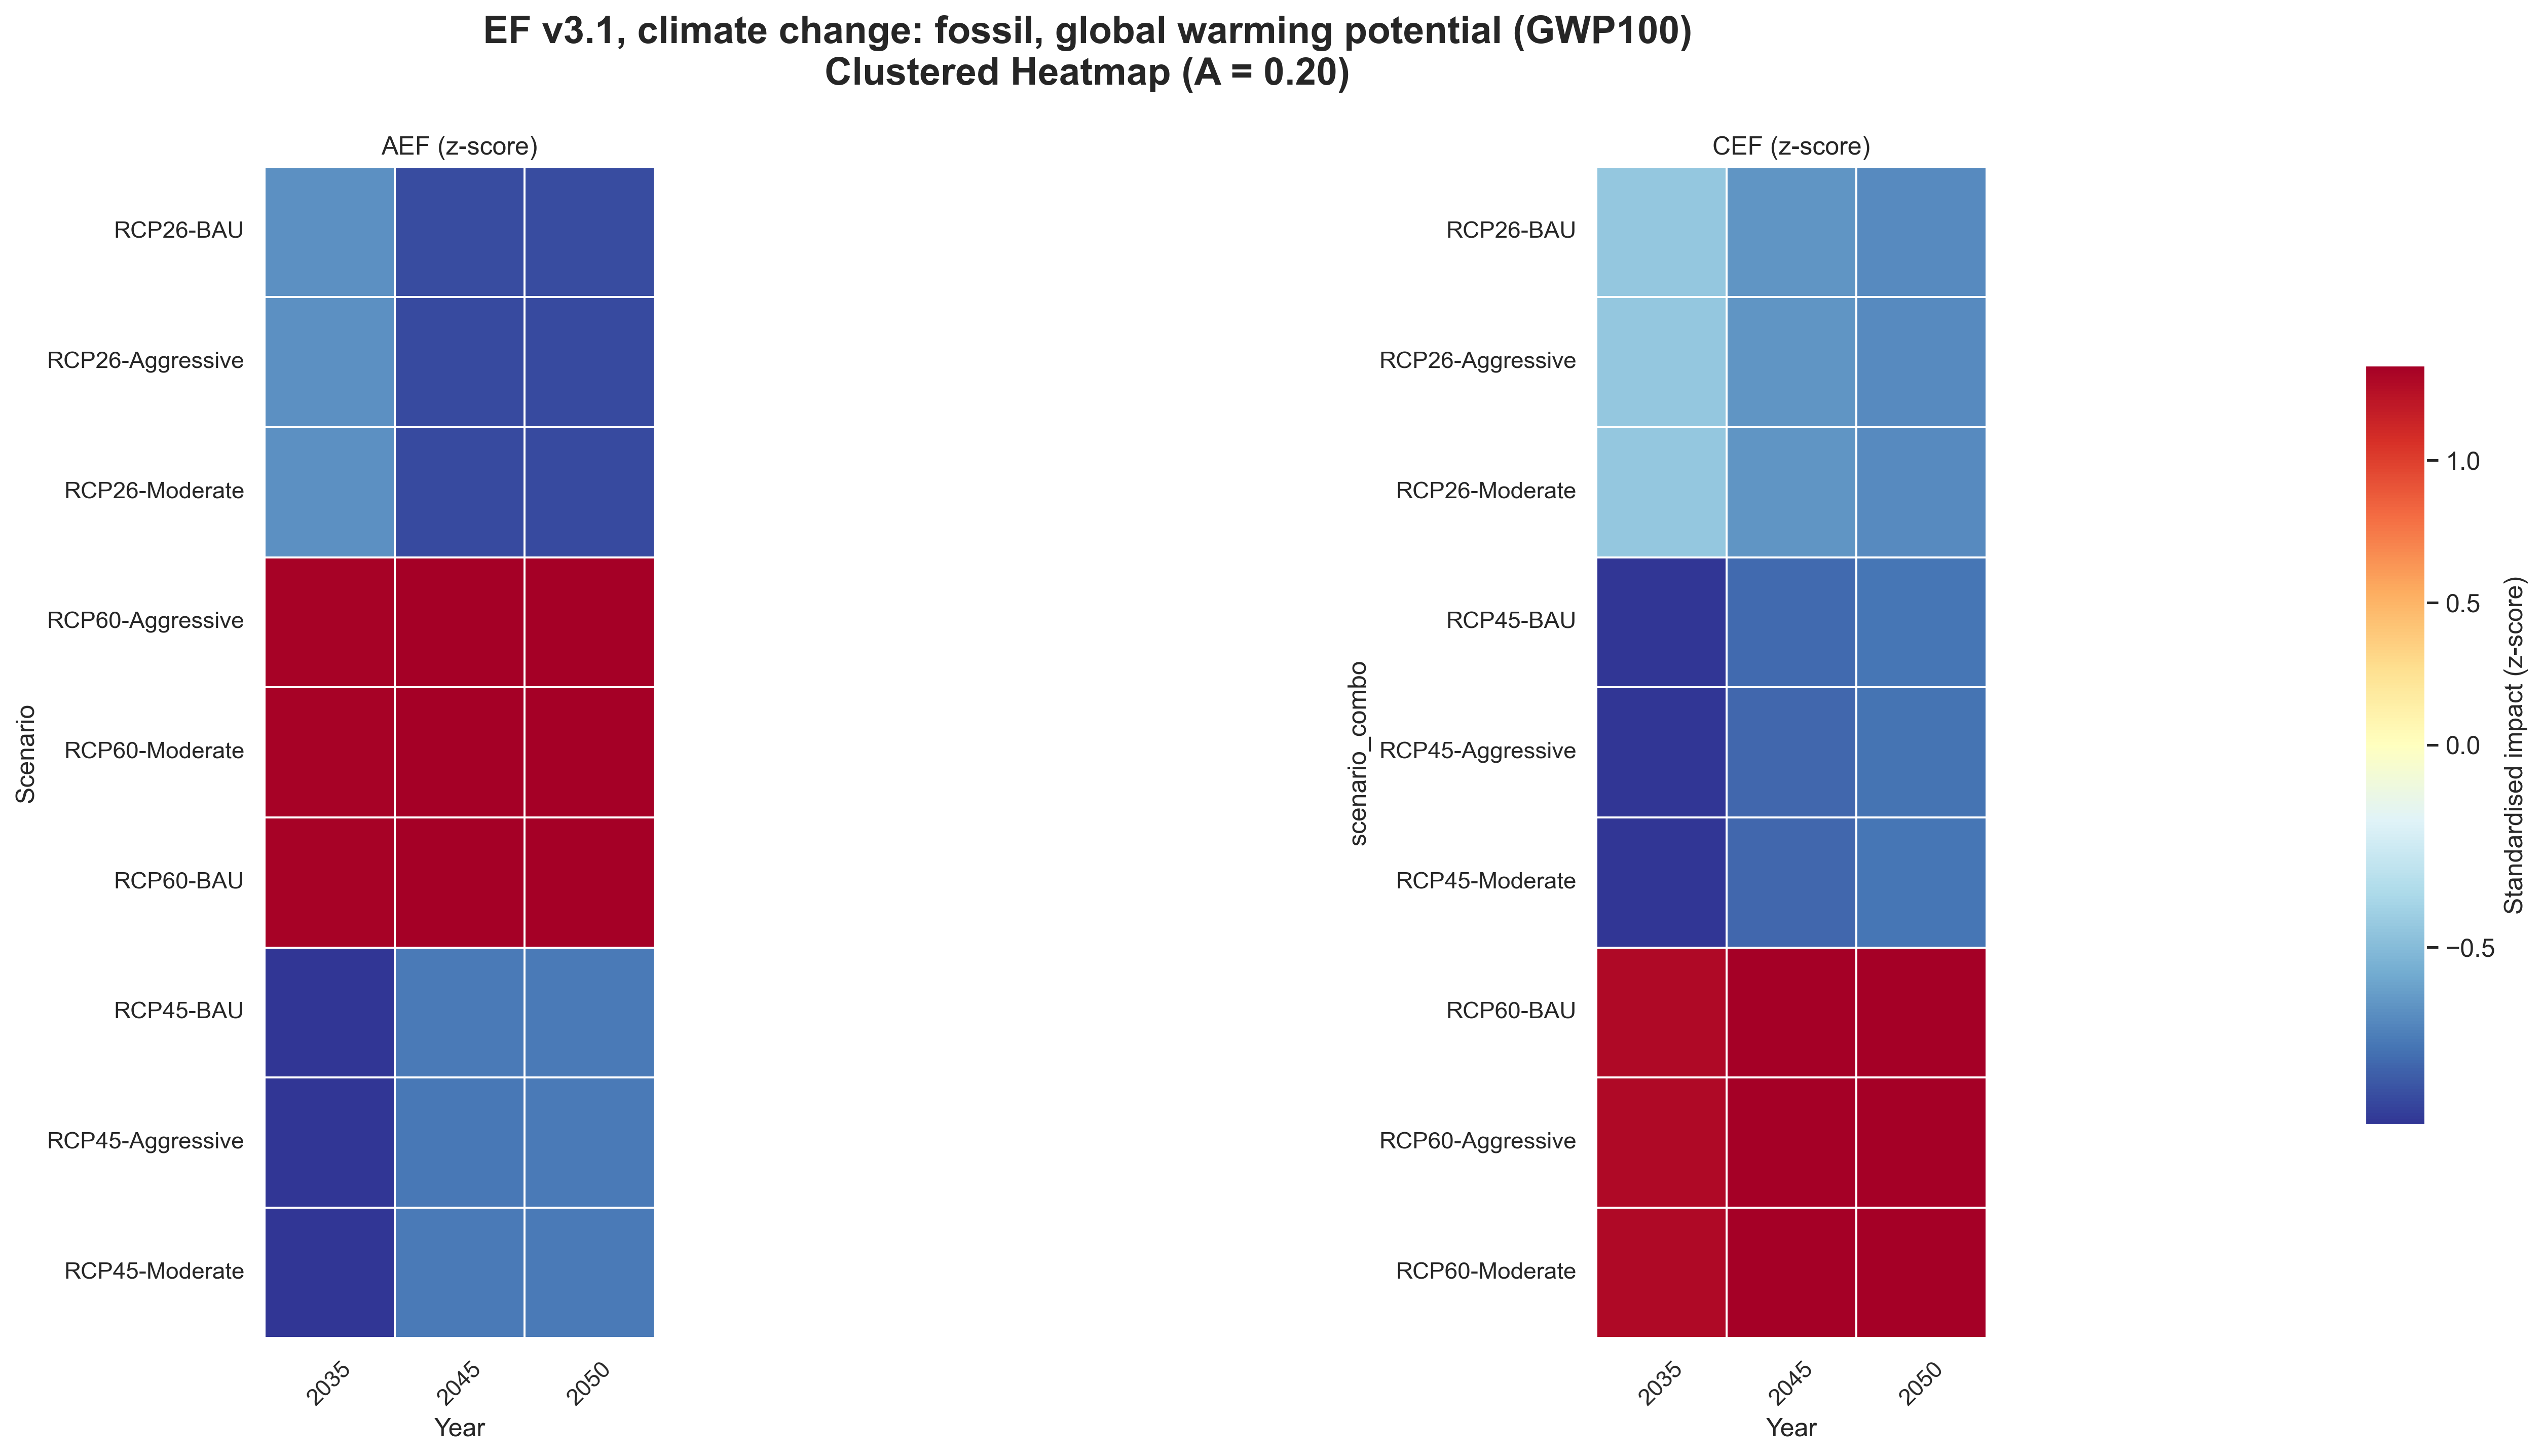 EF v3.1, climate change: fossil, global warming potential (GWP100)
Clustered Heatmap (A = 0.20)
AEF (z-score)
Scenario
RCP26-BAU
RCP26-Aggressive
RCP26-Moderate
RCP60-Aggressive
RCP60-Moderate
RCP60-BAU
RCP45-BAU
RCP45-Aggressive
RCP45-Moderate
2035
2045
2050
Year
CEF (z-score)
scenario_combo
RCP26-BAU
RCP26-Aggressive
RCP26-Moderate
RCP45-BAU
RCP45-Aggressive
RCP45-Moderate
RCP60-BAU
RCP60-Aggressive
RCP60-Moderate
2035
2045
2050
Year
1.0
0.5
0.0
−0.5
Standardised impact (z-score)